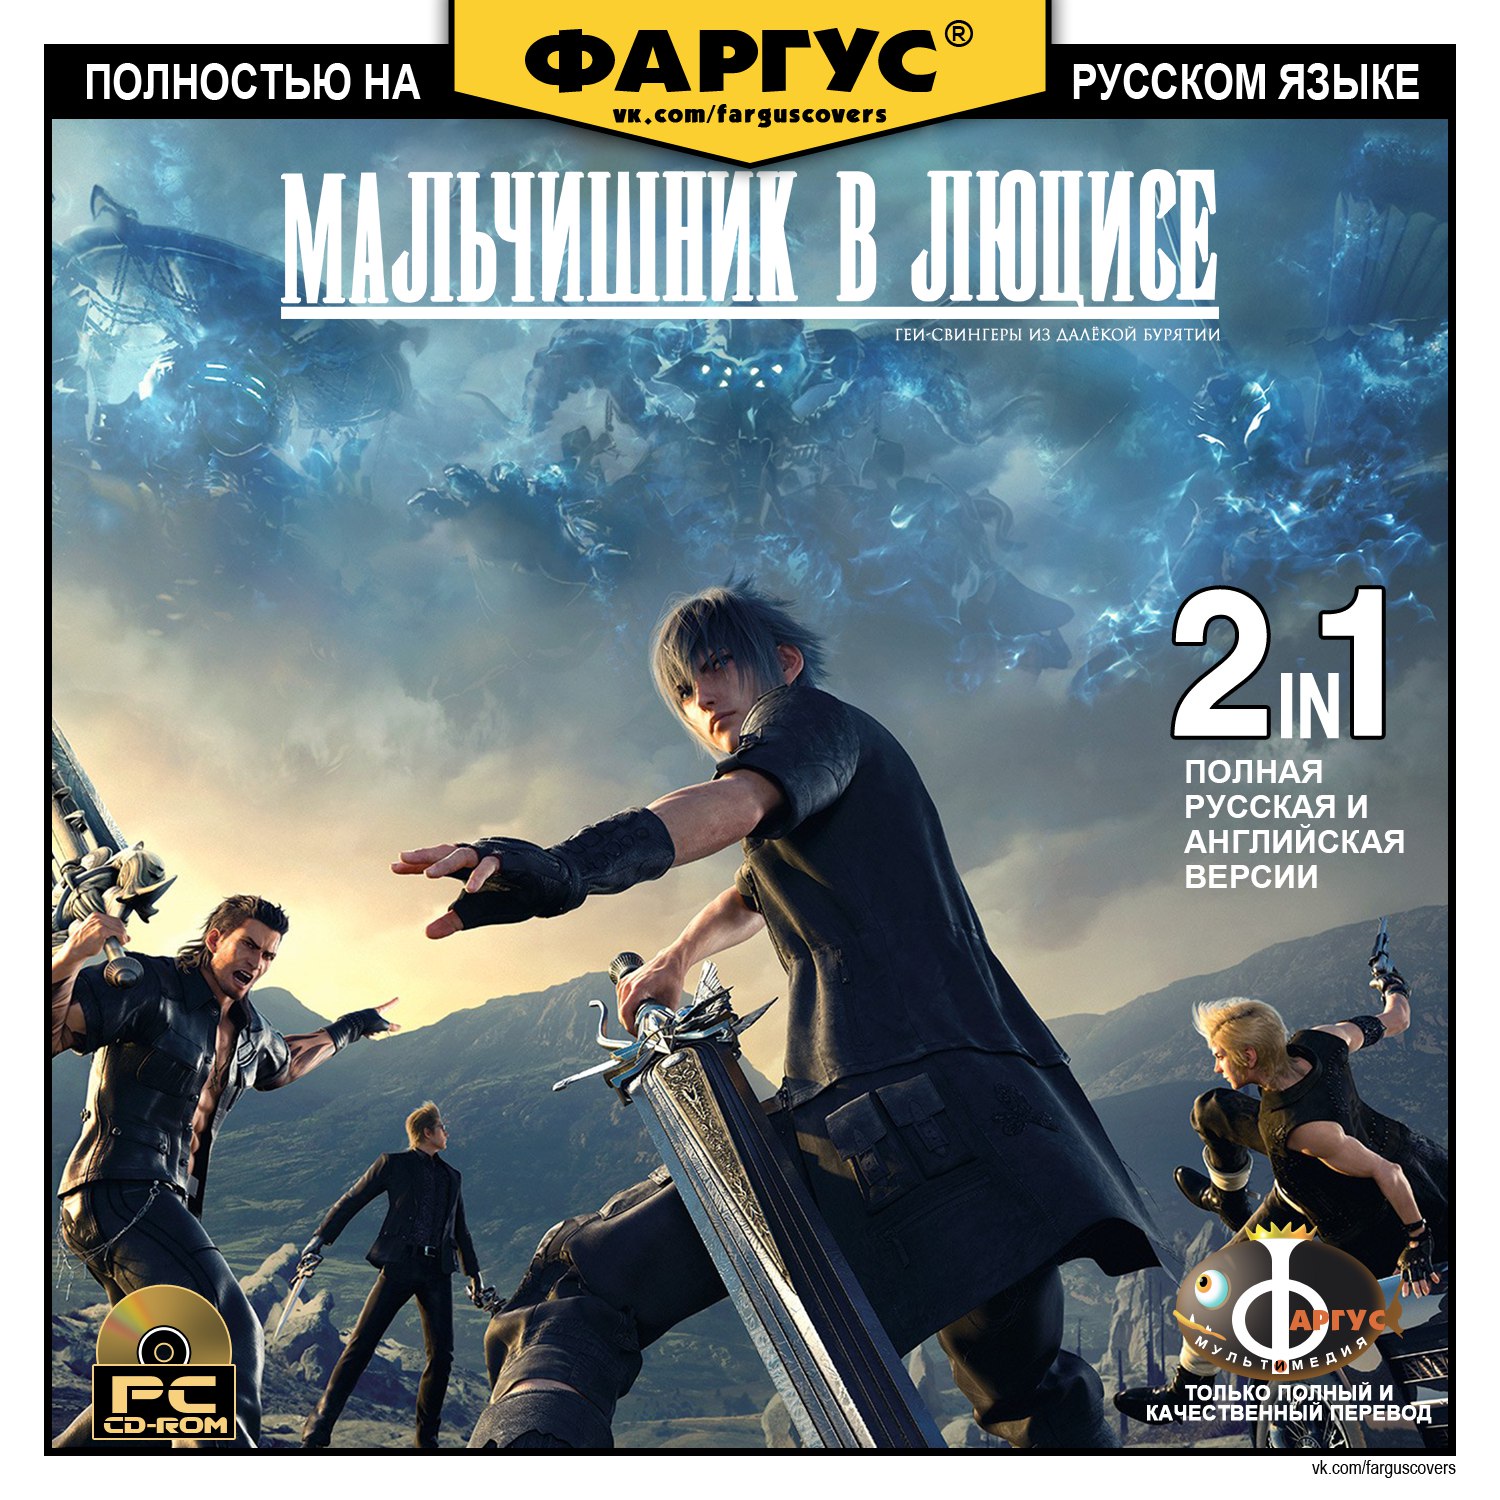 ФАРГУС®
vk.com/farguscovers
ПОЛНОСТЬЮ НА РУССКОМ ЯЗЫКЕ
МАЛЬЧИШНИК В ЛЮЦИСЕ
ГЕИ-СВИНГЕРЫ ИЗ ДАЛЁКОЙ БУРЯТИИ
2IN1
ПОЛНАЯ
РУССКАЯ И
АНГЛИЙСКАЯ
ВЕРСИИ
PC
CD-ROM
ФАРГУС
МУЛЬТИМЕДИЯ
ТОЛЬКО ПОЛНЫЙ И
КАЧЕСТВЕННЫЙ ПЕРЕВОД
vk.com/farguscovers